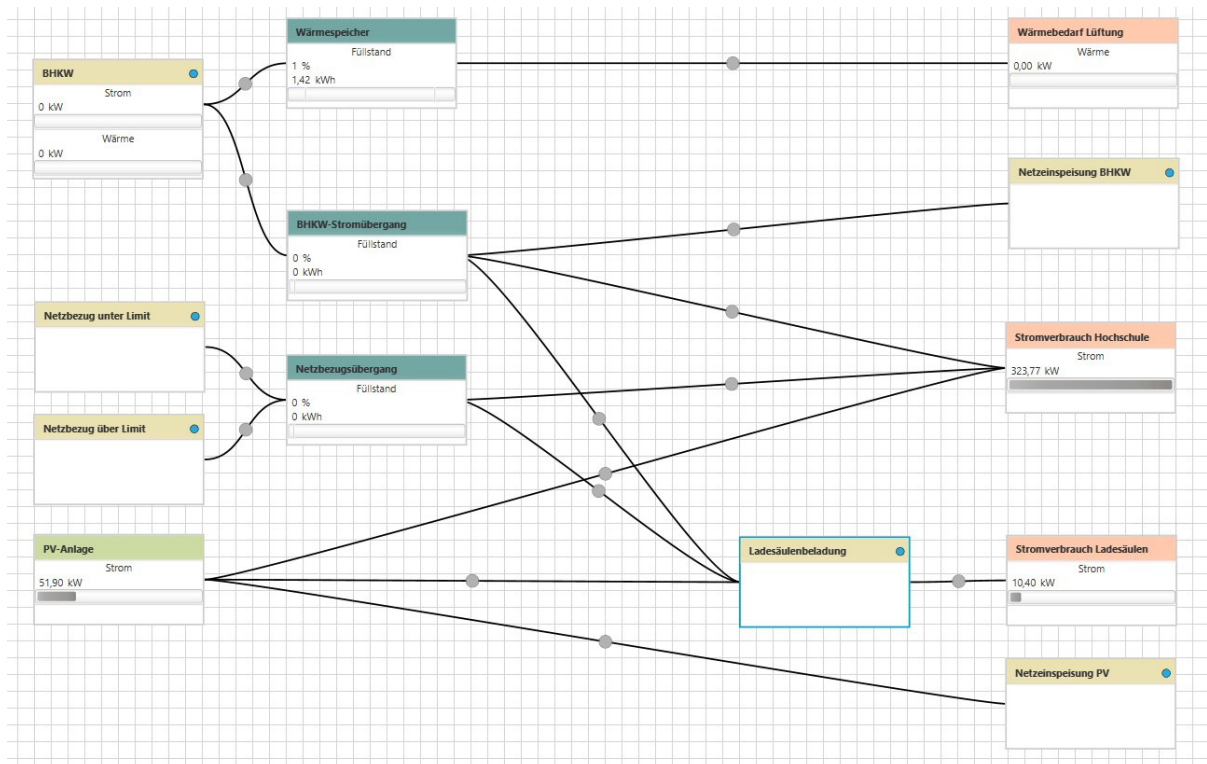 Wärmespeicher
Füllstand
1 %
1,42 kWh
Wärmebedarf Lüftung
Wärme
0,00 kW
BHKW
Strom
0 kW
Wärme
0 kW
Netzeinspeisung BHKW
BHKW-Stromübergang
Füllstand
0 %
0 kWh
Netzbezug unter Limit
Stromverbrauch Hochschule
Strom
323,77 kW
Netzbezugsübergang
Füllstand
0 %
0 kWh
Netzbezug über Limit
PV-Anlage
Strom
51,90 kW
Ladesäulenbeladung
Stromverbrauch Ladesäulen
Strom
10,40 kW
Netzeinspeisung PV